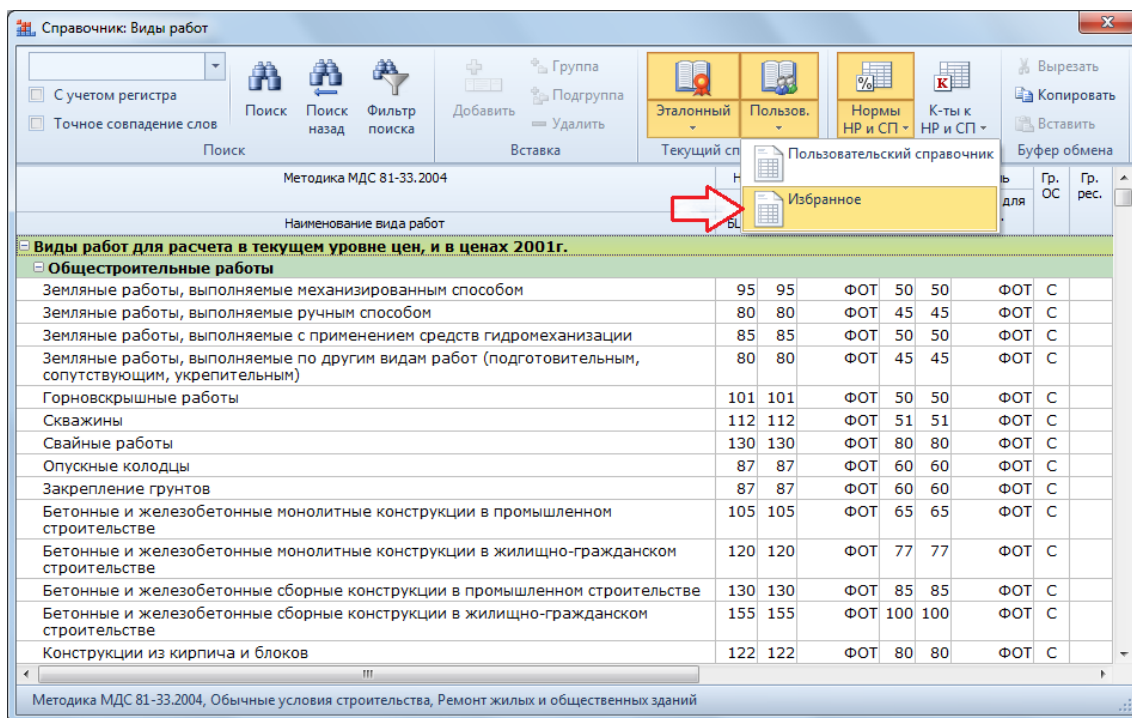 Справочник: Виды работ
С учетом регистра
Точное совпадение слов
Поиск
Поиск назад
Фильтр поиска
Поиск
Добавить
Группа
Подгруппа
Удалить
Вставка
Эталонный
Пользов.
Текущий сп
Нормы НР и СП
К-ты к НР и СП
Вырезать
Копировать
Вставить
Буфер обмена
Пользовательский справочник
Избранное
Методика МДС 81-33.2004
Наименование вида работ
Гр. ОС
Гр. рес.
для
Виды работ для расчета в текущем уровне цен, и в ценах 2001г.
Общестроительные работы
Земляные работы, выполняемые механизированным способом 95 95 ФОТ 50 50 ФОТ С
Земляные работы, выполняемые ручным способом 80 80 ФОТ 45 45 ФОТ С
Земляные работы, выполняемые с применением средств гидромеханизации 85 85 ФОТ 50 50 ФОТ С
Земляные работы, выполняемые по другим видам работ (подготовительным, 80 80 ФОТ 45 45 ФОТ С
сопутствующим, укрепительным)
Горновскрышные работы 101 101 ФОТ 50 50 ФОТ С
Скважины 112 112 ФОТ 51 51 ФОТ С
Свайные работы 130 130 ФОТ 80 80 ФОТ С
Опускные колодцы 87 87 ФОТ 60 60 ФОТ С
Закрепление грунтов 87 87 ФОТ 60 60 ФОТ С
Бетонные и железобетонные монолитные конструкции в промышленном 105 105 ФОТ 65 65 ФОТ С
строительстве
Бетонные и железобетонные монолитные конструкции в жилищно-гражданском 120 120 ФОТ 77 77 ФОТ С
строительстве
Бетонные и железобетонные сборные конструкции в промышленном строительстве 130 130 ФОТ 85 85 ФОТ С
Бетонные и железобетонные сборные конструкции в жилищно-гражданском 155 155 ФОТ 100 100 ФОТ С
строительстве
Конструкции из кирпича и блоков 122 122 ФОТ 80 80 ФОТ С
Методика МДС 81-33.2004, Обычные условия строительства, Ремонт жилых и общественных зданий